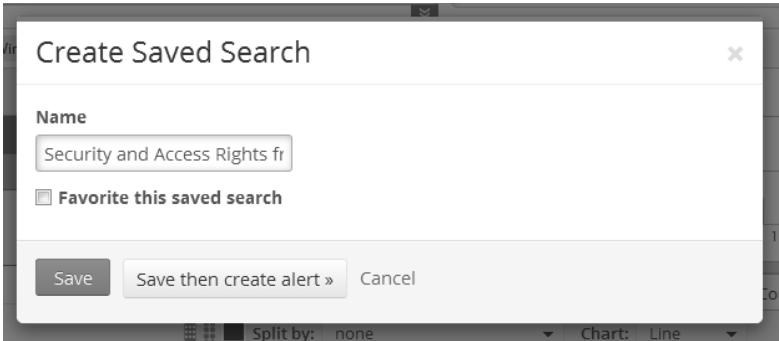 Create Saved Search
×
Name
Security and Access Rights fr
Favorite this saved search
Save Save then create alert » Cancel
Split by: none Chart: Line